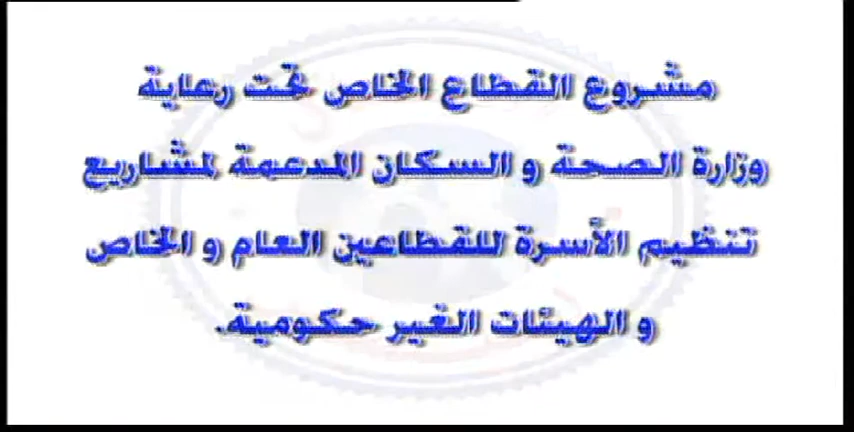 مشروع القطاع الخاص تحت رعاية
وزارة الصحة و السكان المدعمة لمشاريع
تنظيم الأسرة للقطاعين العام و الخاص
و الهيئات الغير حكومية.